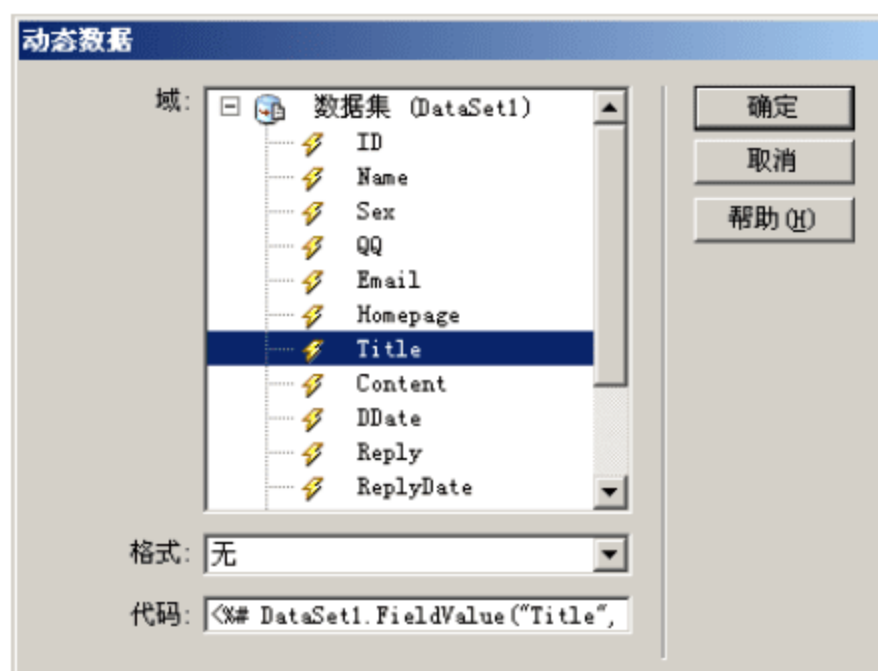 动态数据
域:
数据集 (DataSet1)
ID
Name
Sex
QQ
Email
Homepage
Title
Content
DDate
Reply
ReplyDate
格式: 无
代码: <%# DataSet1.FieldValue("Title",
确定
取消
帮助(H)